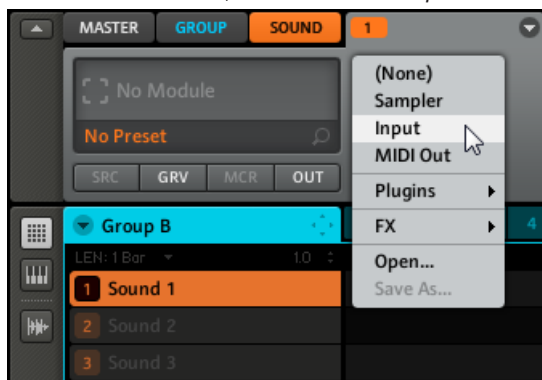 MASTER GROUP SOUND 1
No Module
No Preset
SRC GRV MCR OUT
(None)
Sampler
Input
MIDI Out
Plugins
FX
Open...
Save As...
Group B
4
LEN: 1 Bar 1.0
1 Sound 1
2 Sound 2
3 Sound 3